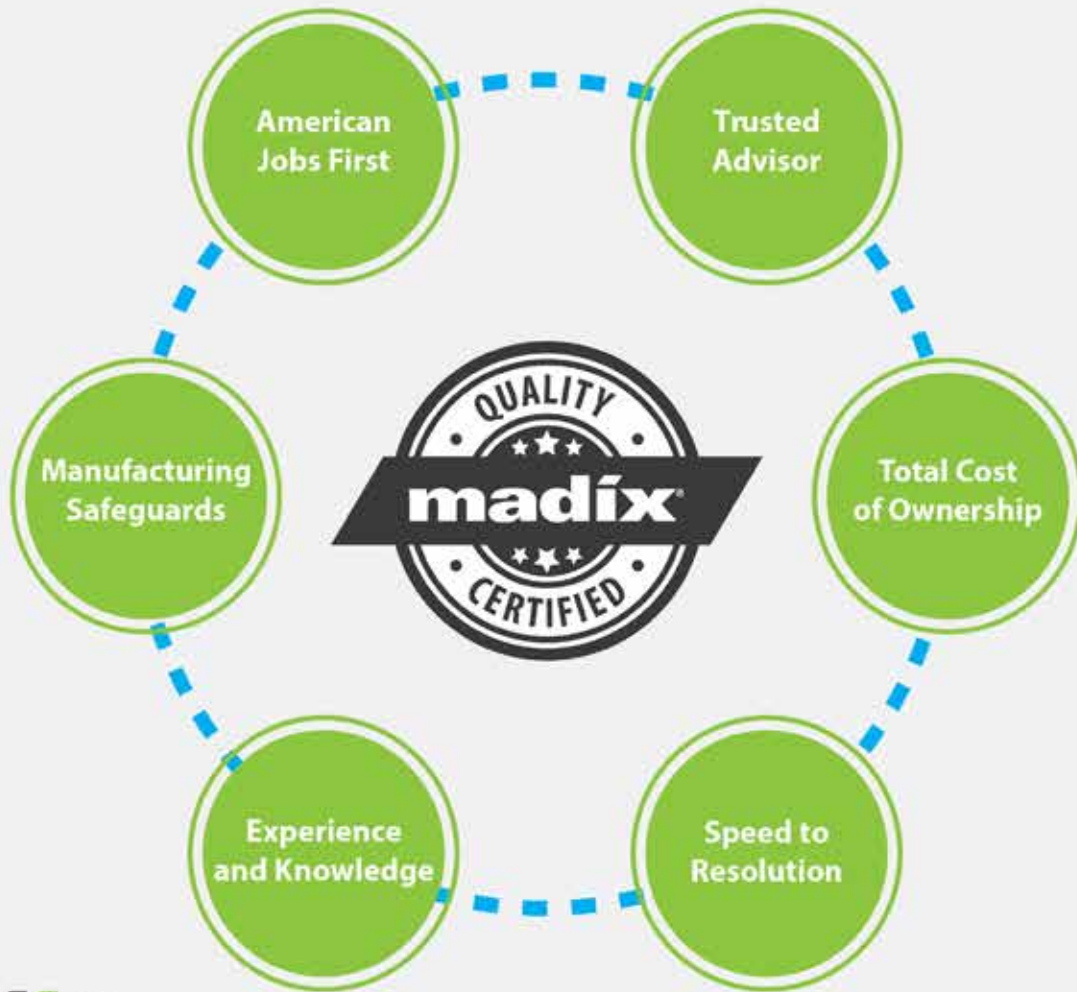 American
Jobs First
Trusted
Advisor
Manufacturing
Safeguards
QUALITY
madíx®
CERTIFIED
Total Cost
of Ownership
Experience
and Knowledge
Speed to
Resolution